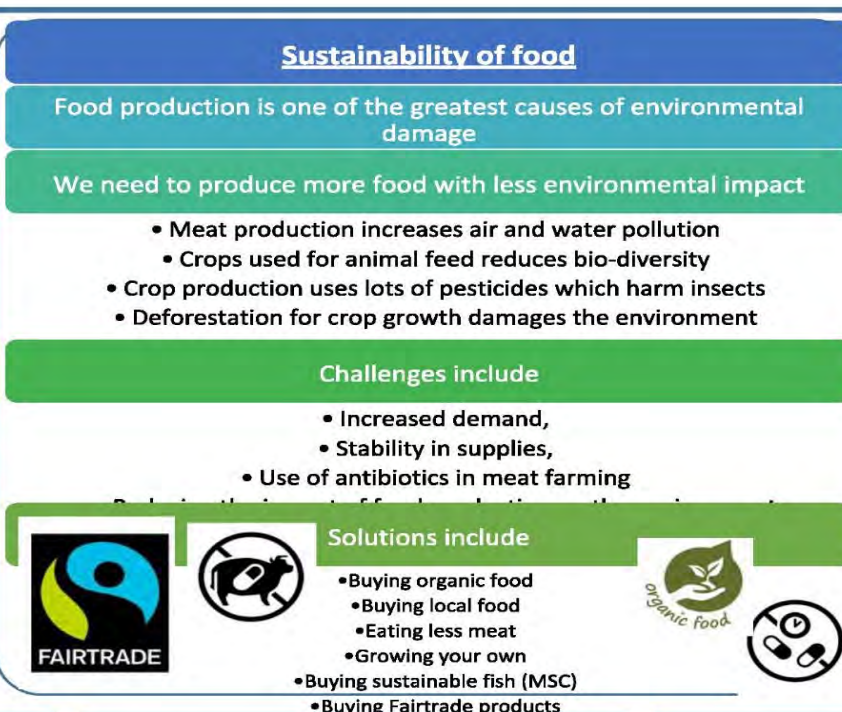 Sustainability of food
Food production is one of the greatest causes of environmental
damage
We need to produce more food with less environmental impact
• Meat production increases air and water pollution
• Crops used for animal feed reduces bio-diversity
• Crop production uses lots of pesticides which harm insects
• Deforestation for crop growth damages the environment
Challenges include
• Increased demand,
• Stability in supplies,
• Use of antibiotics in meat farming
Solutions include
•Buying organic food
•Buying local food
•Eating less meat
•Growing your own
•Buying sustainable fish (MSC)
•Buying Fairtrade products
FAIRTRADE
organic food